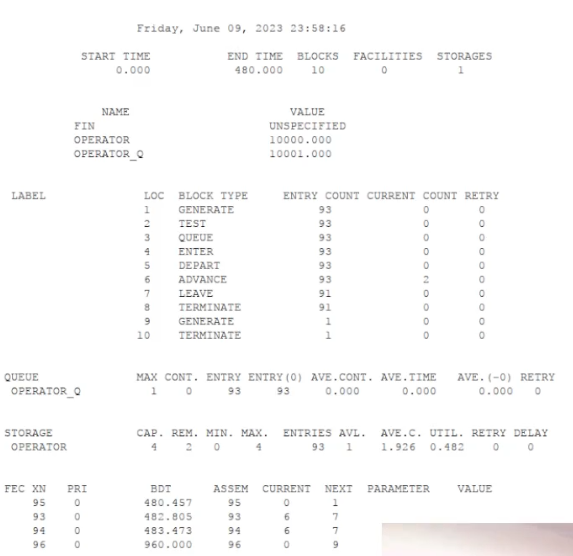 Friday, June 09, 2023 23:58:16
START TIME END TIME BLOCKS FACILITIES STORAGES
0.000 480.000 10 0 1
NAME VALUE
FIN UNSPECIFIED
OPERATOR 10000.000
OPERATOR_Q 10001.000
LABEL LOC BLOCK TYPE ENTRY COUNT CURRENT COUNT RETRY
1 GENERATE 93 0 0
2 TEST 93 0 0
3 QUEUE 93 0 0
4 ENTER 93 0 0
5 DEPART 93 0 0
6 ADVANCE 93 2 0
7 LEAVE 91 0 0
8 TERMINATE 91 0 0
9 GENERATE 1 0 0
10 TERMINATE 1 0 0
QUEUE MAX CONT. ENTRY ENTRY(0) AVE.CONT. AVE.TIME AVE.(-0) RETRY
OPERATOR_Q 1 0 93 93 0.000 0.000 0.000 0
STORAGE CAP. REM. MIN. MAX. ENTRIES AVL. AVE.C. UTIL. RETRY DELAY
OPERATOR 4 2 0 4 93 1 1.926 0.482 0 0
FEC XN PRI BDT ASSEM CURRENT NEXT PARAMETER VALUE
95 0 480.457 95 0 1
93 0 482.805 93 6 7
94 0 483.473 94 6 7
96 0 960.000 96 0 9